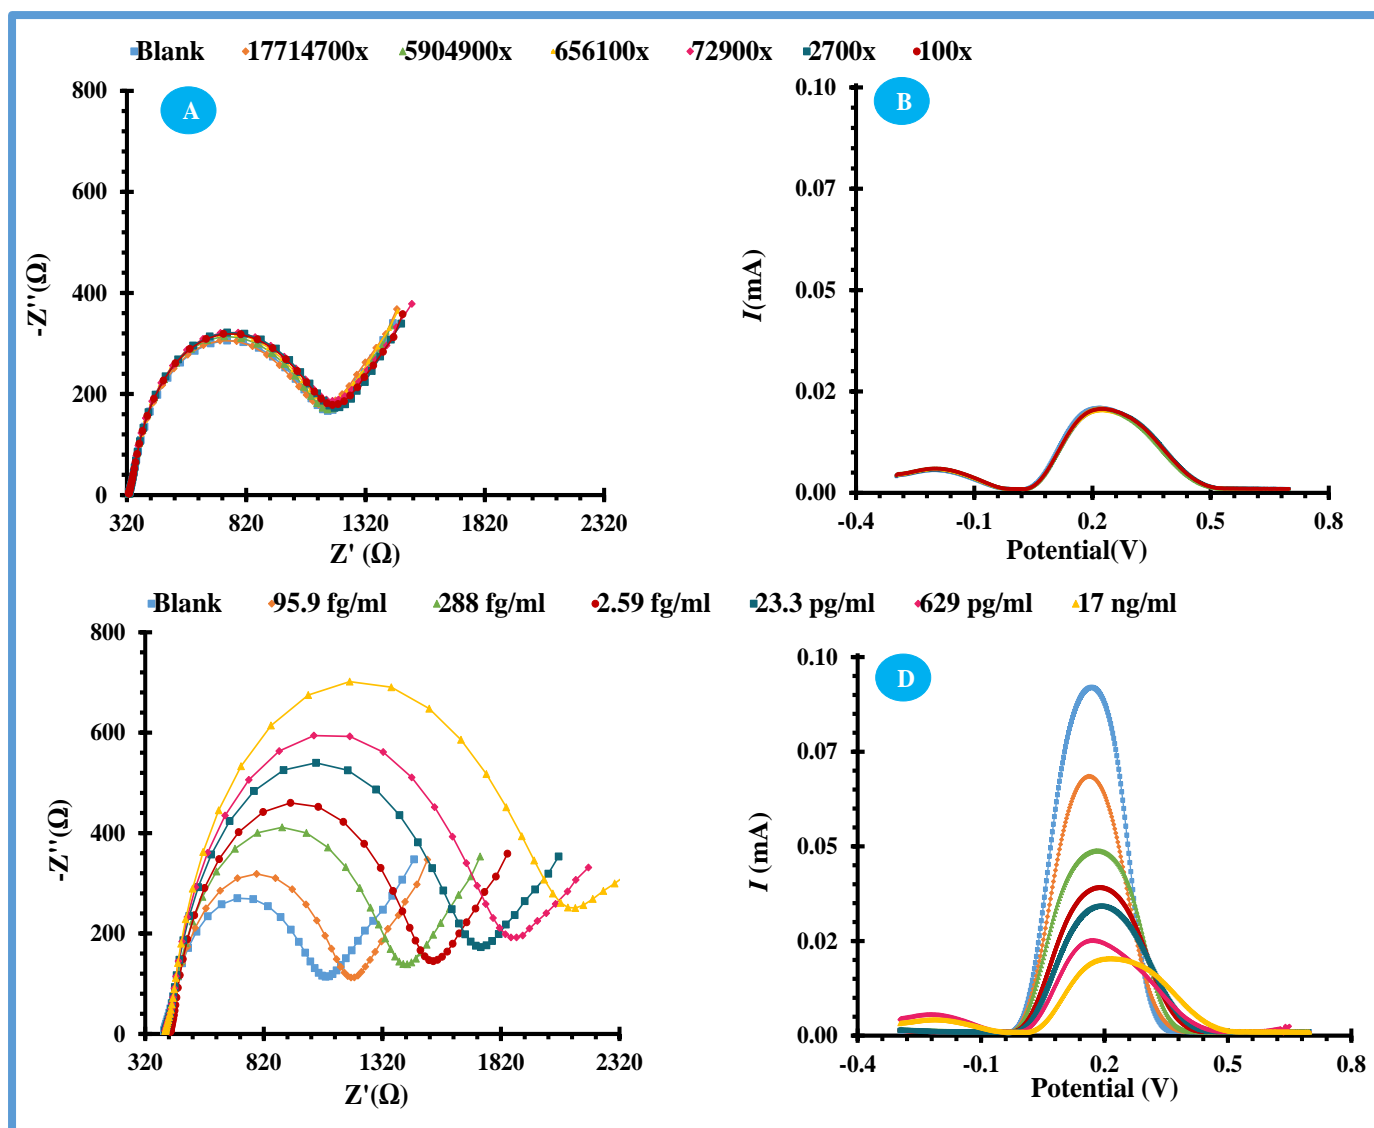 Blank 17714700x 5904900x 656100x 72900x 2700x 100x
A
800
600
400
200
0
-Z''(Ω)
320 820 1320 1820 2320
Z' (Ω)
B
0.10
0.07
0.05
0.02
0.00
I(mA)
-0.4 -0.1 0.2 0.5 0.8
Potential(V)
Blank 95.9 fg/ml 288 fg/ml 2.59 fg/ml 23.3 pg/ml 629 pg/ml 17 ng/ml
800
600
400
200
0
-Z''(Ω)
320 820 1320 1820 2320
Z'(Ω)
D
0.10
0.07
0.05
0.02
0.00
I (mA)
-0.4 -0.1 0.2 0.5 0.8
Potential (V)